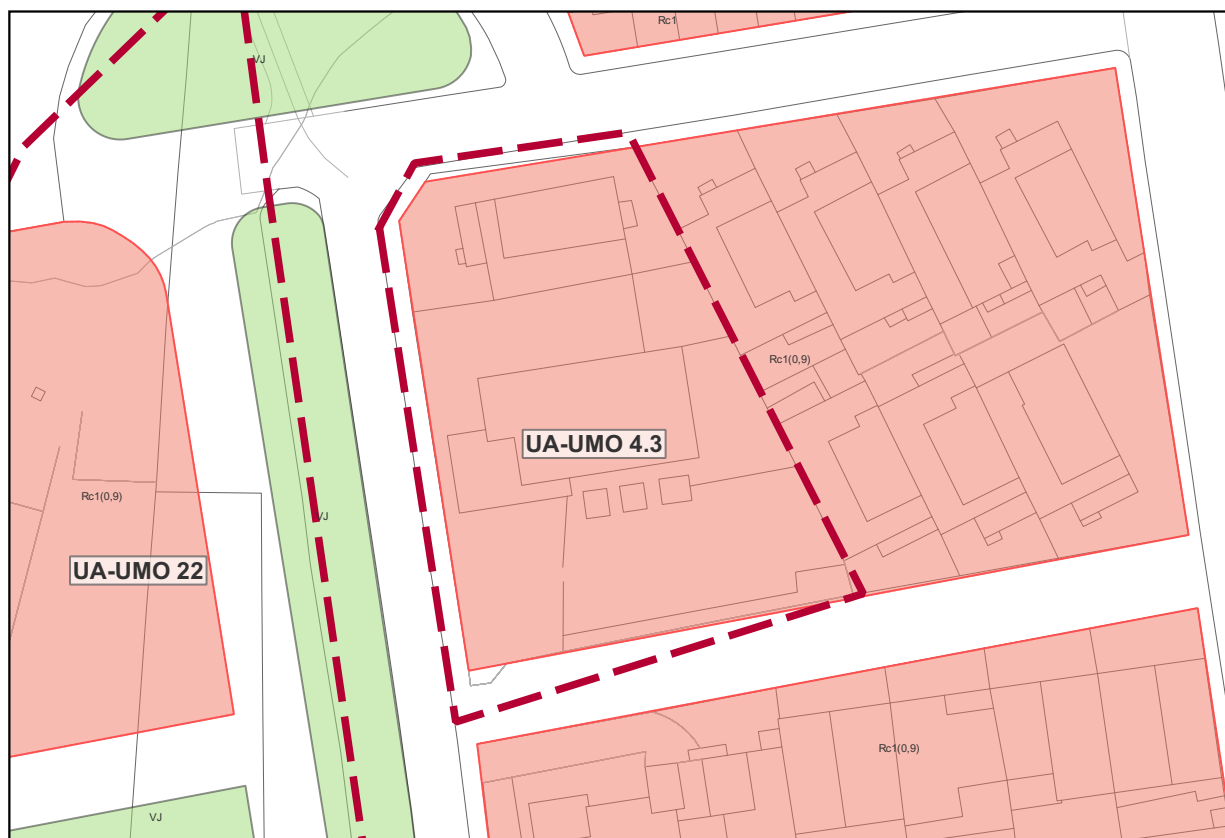 Rc1
VJ
Rc1(0,9)
UA-UMO 4.3
Rc1(0,9)
VJ
UA-UMO 22
Rc1(0,9)
VJ